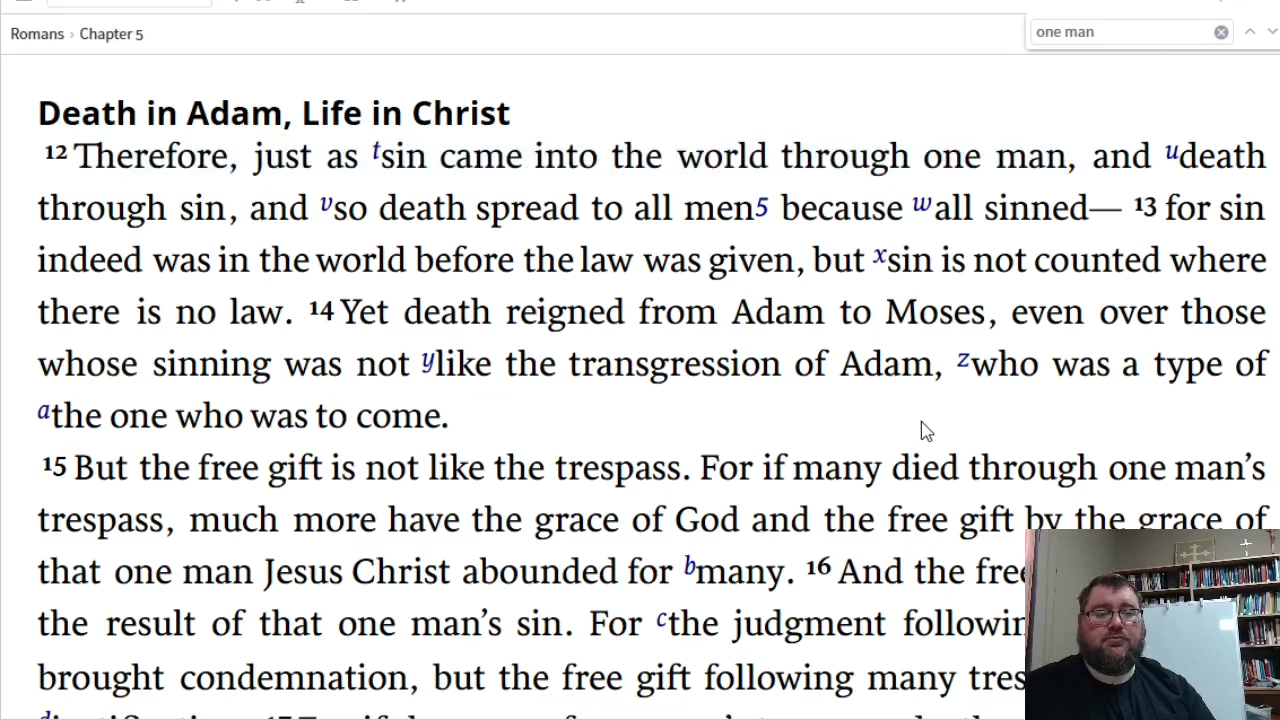 Romans › Chapter 5
one man
Death in Adam, Life in Christ
12 Therefore, just as t sin came into the world through one man, and u death
through sin, and v so death spread to all men5 because w all sinned— 13 for sin
indeed was in the world before the law was given, but x sin is not counted where
there is no law. 14 Yet death reigned from Adam to Moses, even over those
whose sinning was not y like the transgression of Adam, z who was a type of
a the one who was to come.
15 But the free gift is not like the trespass. For if many died through one man’s
trespass, much more have the grace of God and the free gift by the grace of
that one man Jesus Christ abounded for b many. 16 And the
the result of that one man’s sin. For c the judgment
brought condemnation, but the free gift following many